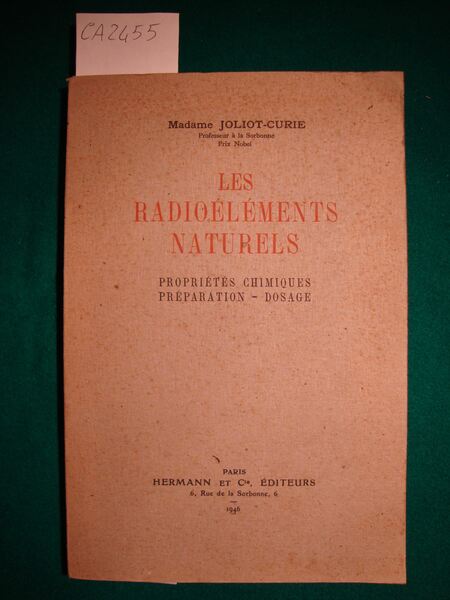 CA2455
Madame JOLIOT-CURIE
Professeur à la Sorbonne
Prix Nobel
LES
RADIOÉLÉMENTS
NATURELS
PROPRIÉTÉS CHIMIQUES
PRÉPARATION - DOSAGE
PARIS
HERMANN ET Cie, ÉDITEURS
6, Rue de la Sorbonne, 6
1946